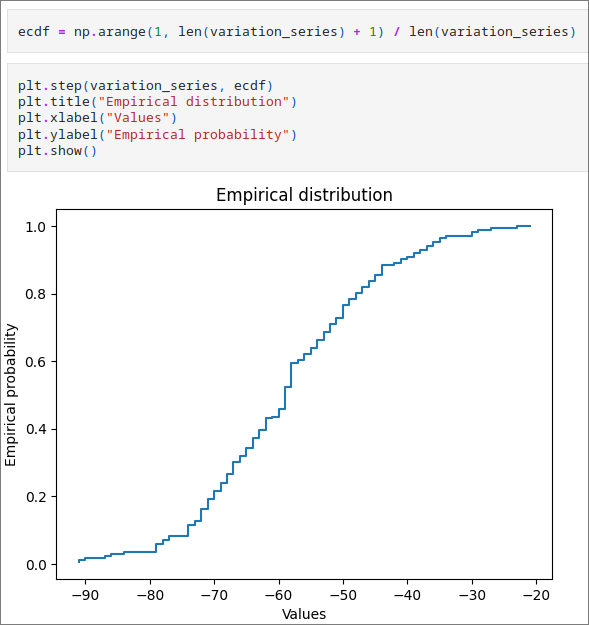 ecdf = np.arange(1, len(variation_series) + 1) / len(variation_series)
plt.step(variation_series, ecdf)
plt.title("Empirical distribution")
plt.xlabel("Values")
plt.ylabel("Empirical probability")
plt.show()
Empirical distribution
1.0
0.8
0.6
0.4
0.2
0.0
Empirical probability
−90 −80 −70 −60 −50 −40 −30 −20
Values